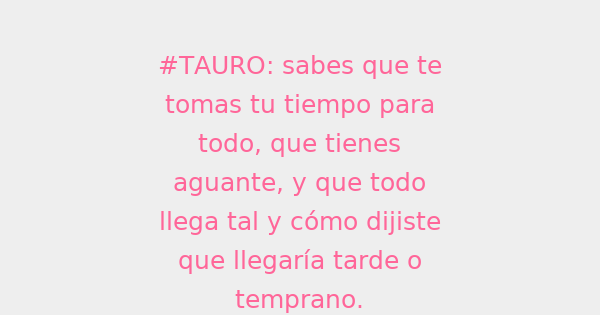 #TAURO: sabes que te
tomas tu tiempo para
todo, que tienes
aguante, y que todo
llega tal y cómo dijiste
que llegaría tarde o
temprano.